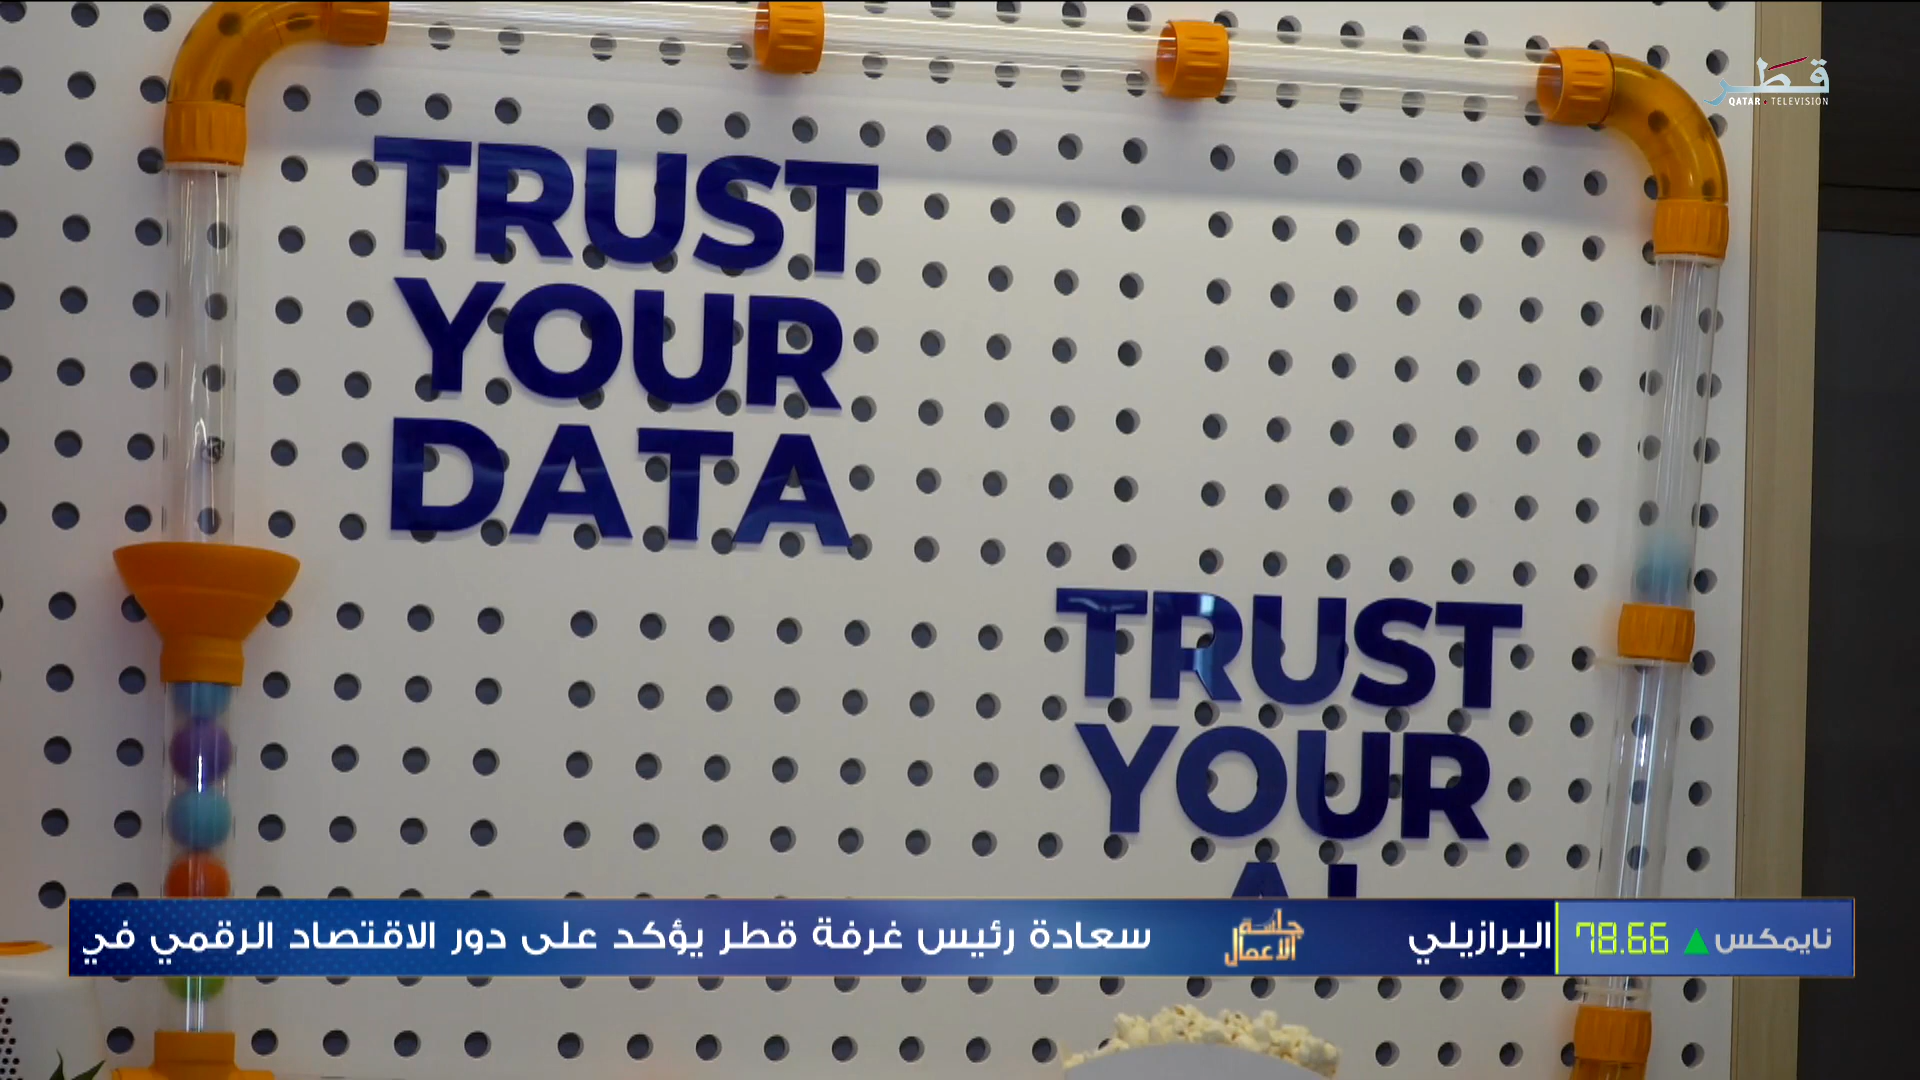 قطر
QATAR TELEVISION
TRUST
YOUR
DATA
TRUST
YOUR
AI
نايمكس 78.66
البرازيلي
جلسة الأعمال
سعادة رئيس غرفة قطر يؤكد على دور الاقتصاد الرقمي في